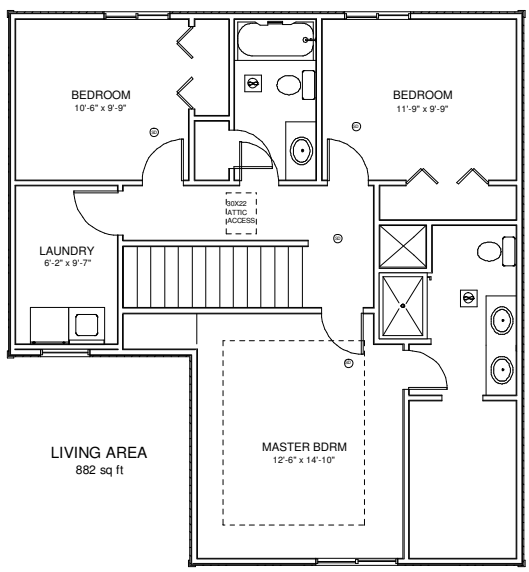 BEDROOM
10'-6" x 9'-9"
BEDROOM
11'-9" x 9'-9"
30X22
ATTIC
ACCESS
LAUNDRY
6'-2" x 9'-7"
MASTER BDRM
12'-6" x 14'-10"
LIVING AREA
882 sq ft